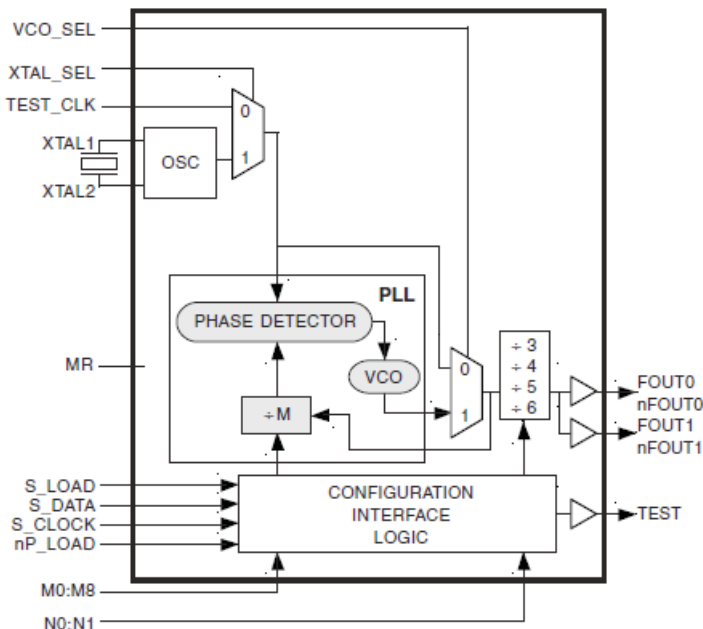 VCO_SEL
XTAL_SEL
TEST_CLK
0
XTAL1
OSC
1
XTAL2
PLL
PHASE DETECTOR
÷ 3
÷ 4
÷ 5
÷ 6
MR
0
VCO
1
FOUT0
nFOUT0
FOUT1
nFOUT1
÷M
S_LOAD
S_DATA
S_CLOCK
nP_LOAD
CONFIGURATION
INTERFACE
LOGIC
TEST
M0:M8
N0:N1